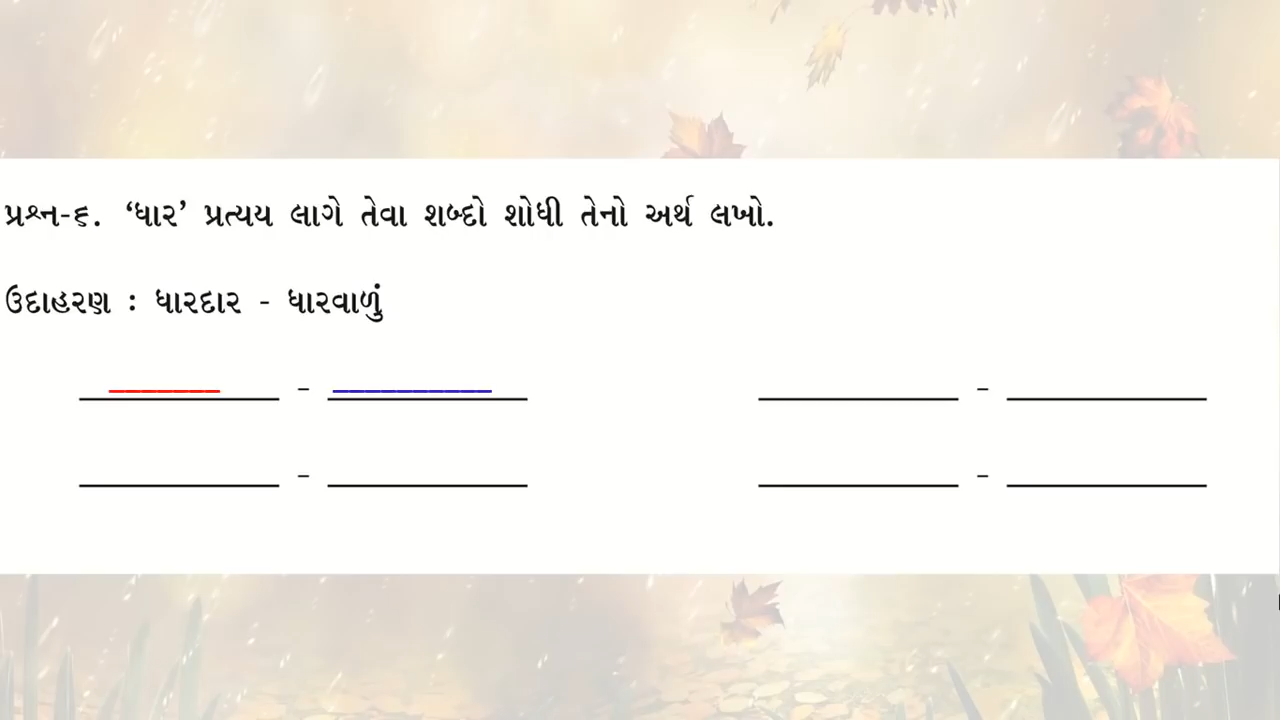 પ્રશ્ન-૬. ‘ધાર’ પ્રત્યય લાગે તેવા શબ્દો શોધી તેનો અર્થ લખો.
ઉદાહરણ : ધારદાર - ધારવાળું